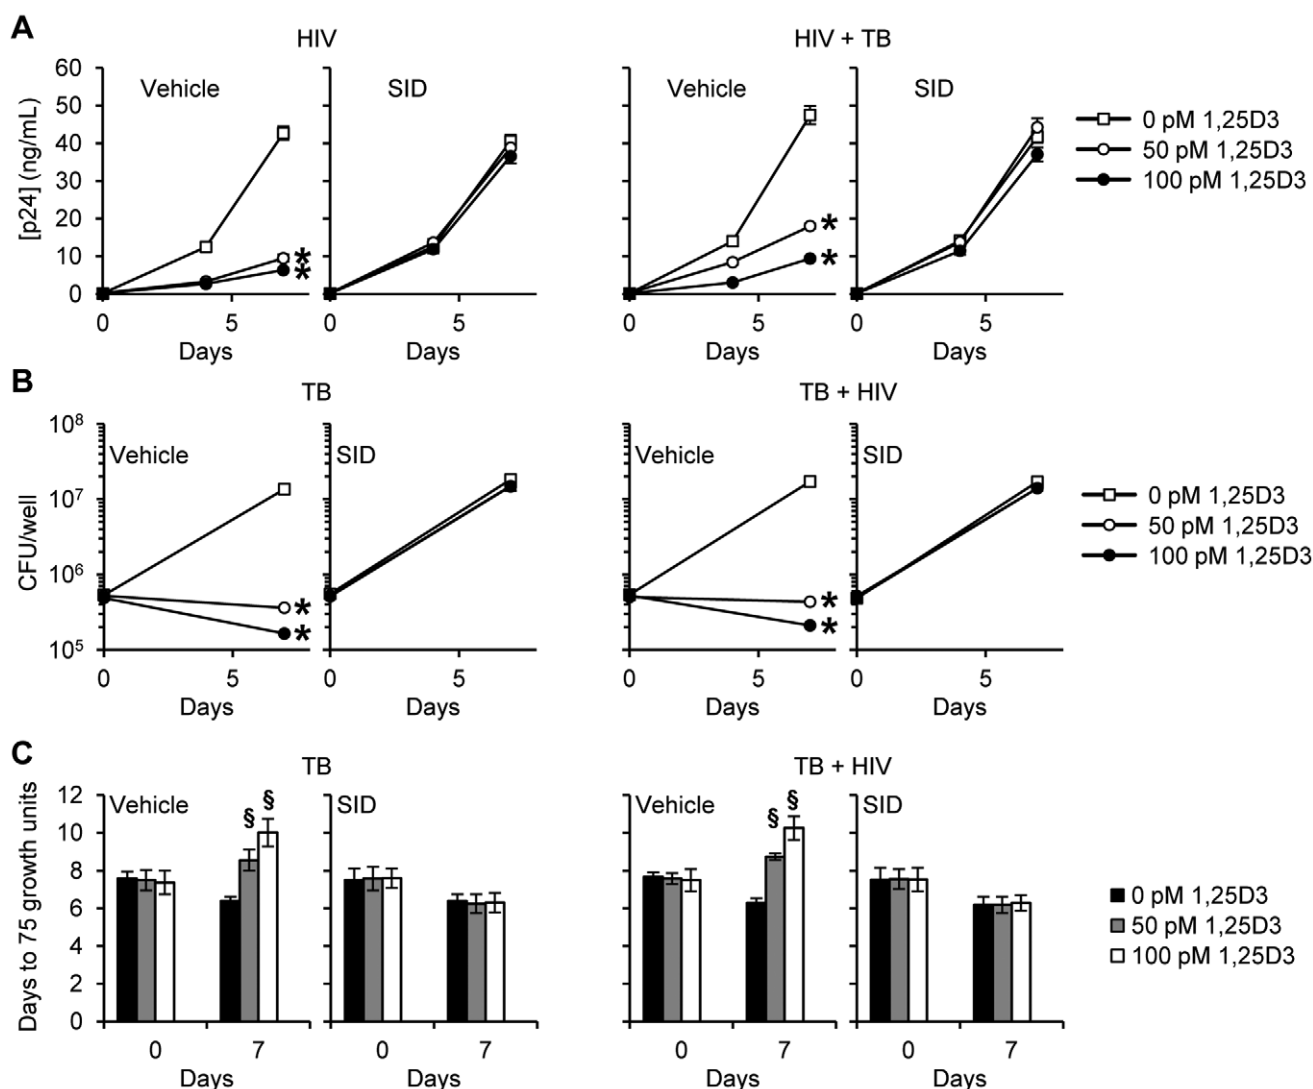 A
HIV
HIV + TB
[p24] (ng/mL)
60
50
40
30
20
10
0
Vehicle
SID
Vehicle
SID
*
*
*
*
0 5
0 5
0 5
0 5
Days
Days
Days
Days
0 pM 1,25D3
50 pM 1,25D3
100 pM 1,25D3
B
TB
TB + HIV
CFU/well
10⁸
10⁷
10⁶
10⁵
Vehicle
SID
Vehicle
SID
*
*
*
*
0 5
0 5
0 5
0 5
Days
Days
Days
Days
0 pM 1,25D3
50 pM 1,25D3
100 pM 1,25D3
C
TB
TB + HIV
Days to 75 growth units
12
10
8
6
4
2
0
Vehicle
§
§
SID
Vehicle
§
§
SID
0 7
0 7
0 7
0 7
Days
Days
Days
Days
0 pM 1,25D3
50 pM 1,25D3
100 pM 1,25D3